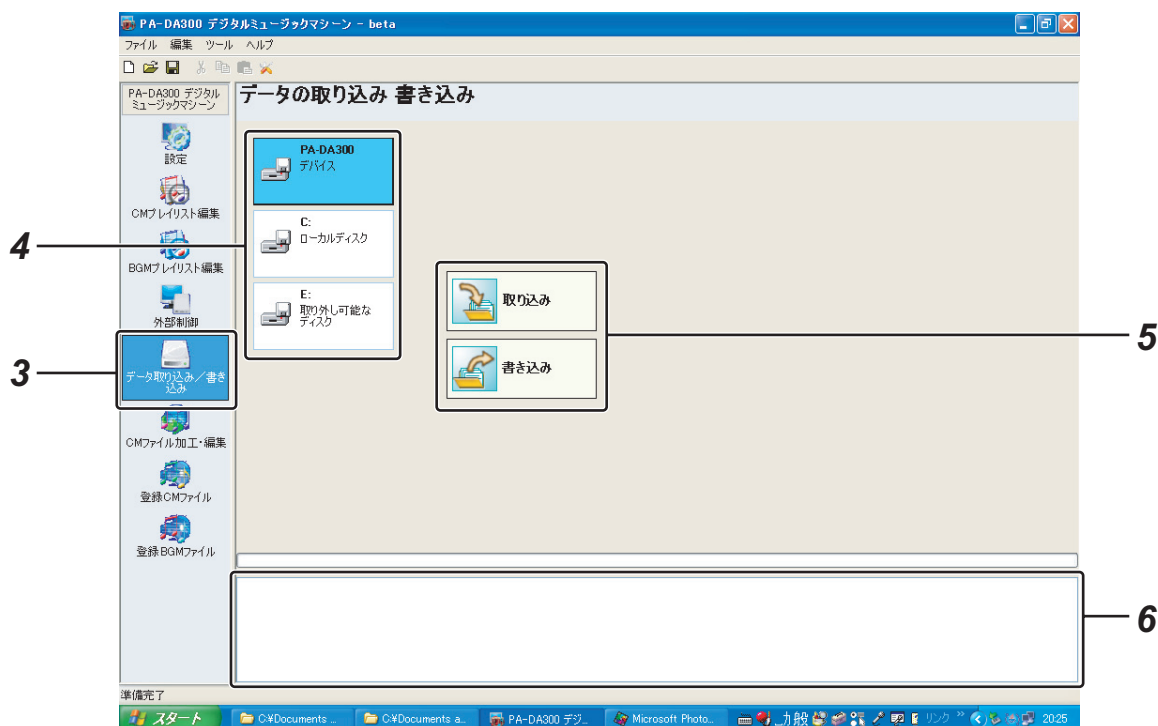 PA-DA300 デジタルミュージックマシーン - beta
ファイル 編集 ツール ヘルプ
PA-DA300 デジタル
ミュージックマシーン
データの取り込み 書き込み
設定
CMプレイリスト編集
BGMプレイリスト編集
外部制御
データ取り込み／書き
込み
CMファイル加工・編集
登録CMファイル
登録BGMファイル
PA-DA300
デバイス
C:
ローカルディスク
E:
取り外し可能な
ディスク
取り込み
書き込み
4
3
5
6
準備完了
スタート
C:¥Documents ...
C:¥Documents a...
PA-DA300 デジ...
Microsoft Photo...
力 般
リンク
20:25